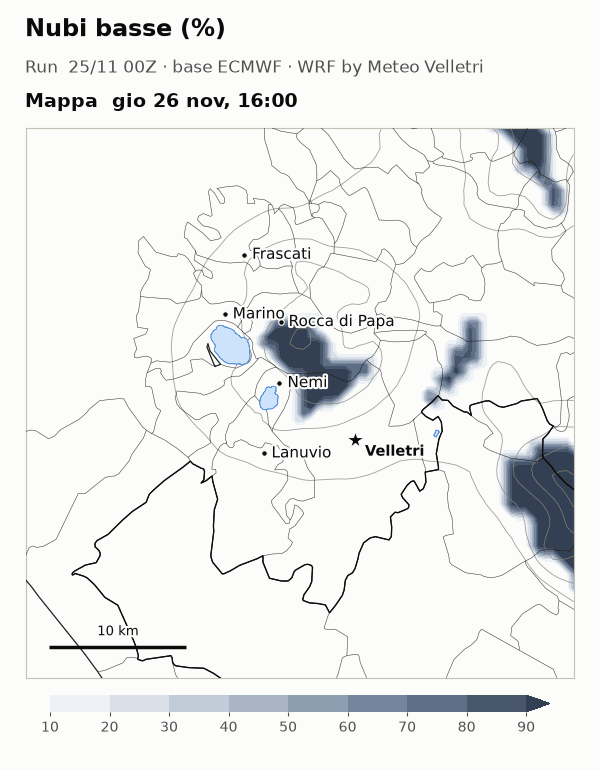 Nubi basse (%)
Run  25/11 00Z · base ECMWF · WRF by Meteo Velletri
Mappa  gio 26 nov, 16:00
Frascati
Marino
Rocca di Papa
Nemi
Velletri
Lanuvio
10 km
10 20 30 40 50 60 70 80 90